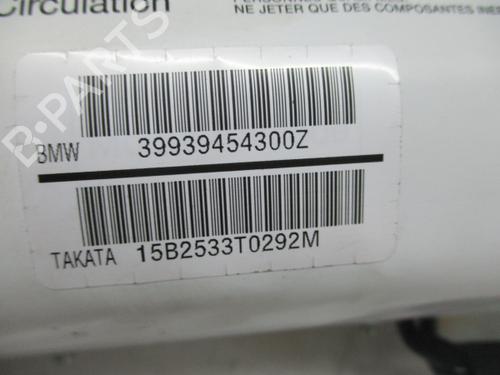 Circulation
NE JETER QUE DES COMPOSANTES
BMW 39939454300Z
TAKATA 15B2533T0292M
B-PARTS